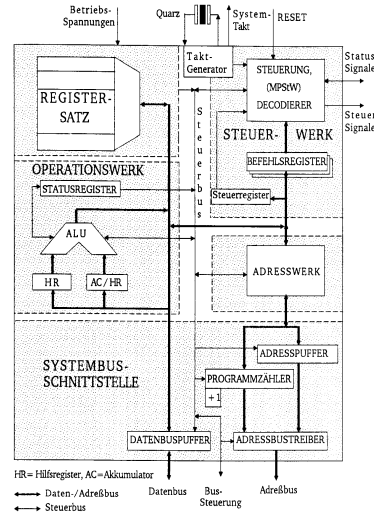 Betriebs-
Spannungen
Quarz
System-
Takt
RESET
Takt-
Generator
STEUERUNG,
(MPStW)
DECODIERER
Status
Signale
Steuer
Signale
REGISTER-
SATZ
Steuerbus
STEUER-
WERK
BEFEHLSREGISTER
OPERATIONSWERK
STATUSREGISTER
Steuerregister
ALU
HR
AC/HR
ADRESSWERK
SYSTEMBUS-
SCHNITTSTELLE
ADRESSPUFFER
PROGRAMMZÄHLER
+1
DATENBUSPUFFER
ADRESSBUSTREIBER
HR= Hilfsregister, AC=Akkumulator
Daten-/Adreßbus
Steuerbus
Datenbus
Bus-
Steuerung
Adreßbus